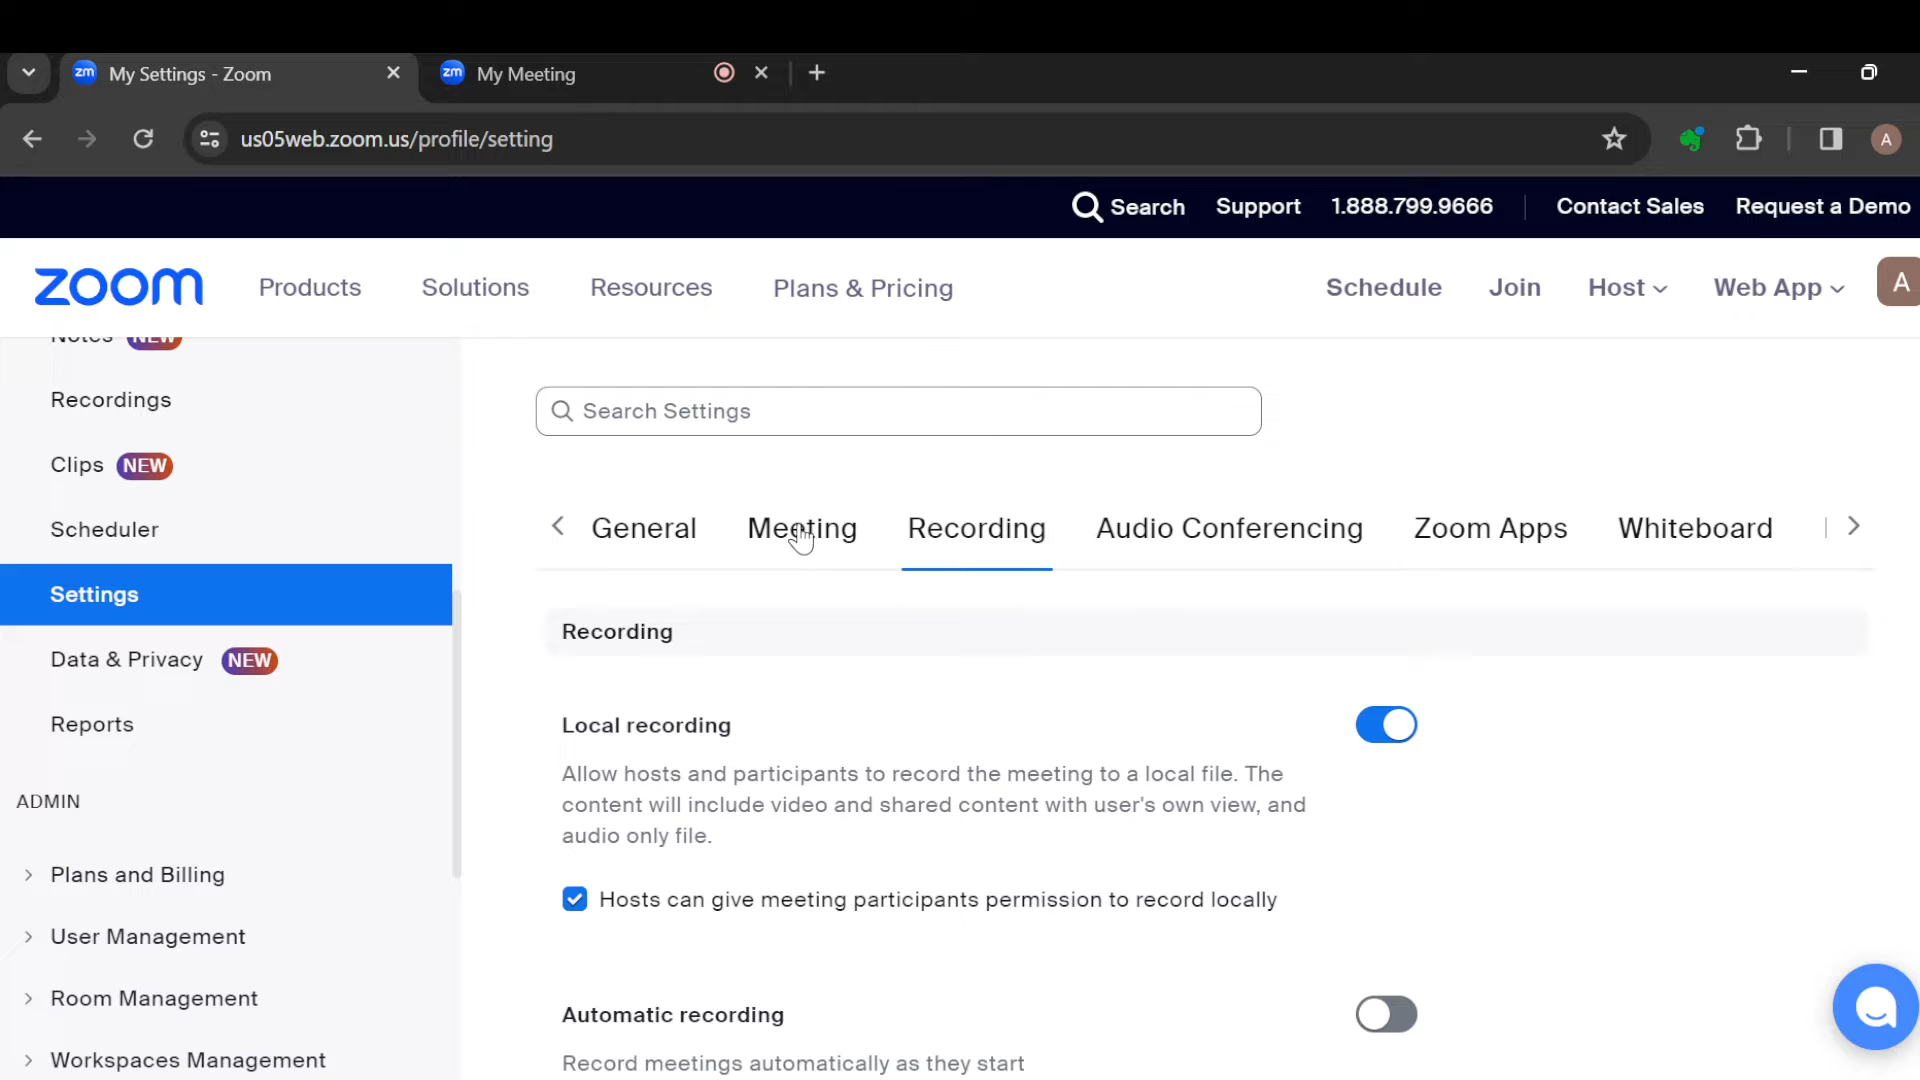 zm My Settings - Zoom
zm My Meeting
us05web.zoom.us/profile/setting
A
Search Support 1.888.799.9666 Contact Sales Request a Demo
zoom Products Solutions Resources Plans & Pricing Schedule Join Host Web App A
Notes NEW
Recordings
Clips NEW
Scheduler
Settings
Data & Privacy NEW
Reports
ADMIN
Plans and Billing
User Management
Room Management
Workspaces Management
Search Settings
General Meeting Recording Audio Conferencing Zoom Apps Whiteboard
Recording
Local recording
Allow hosts and participants to record the meeting to a local file. The
content will include video and shared content with user's own view, and
audio only file.
Hosts can give meeting participants permission to record locally
Automatic recording
Record meetings automatically as they start